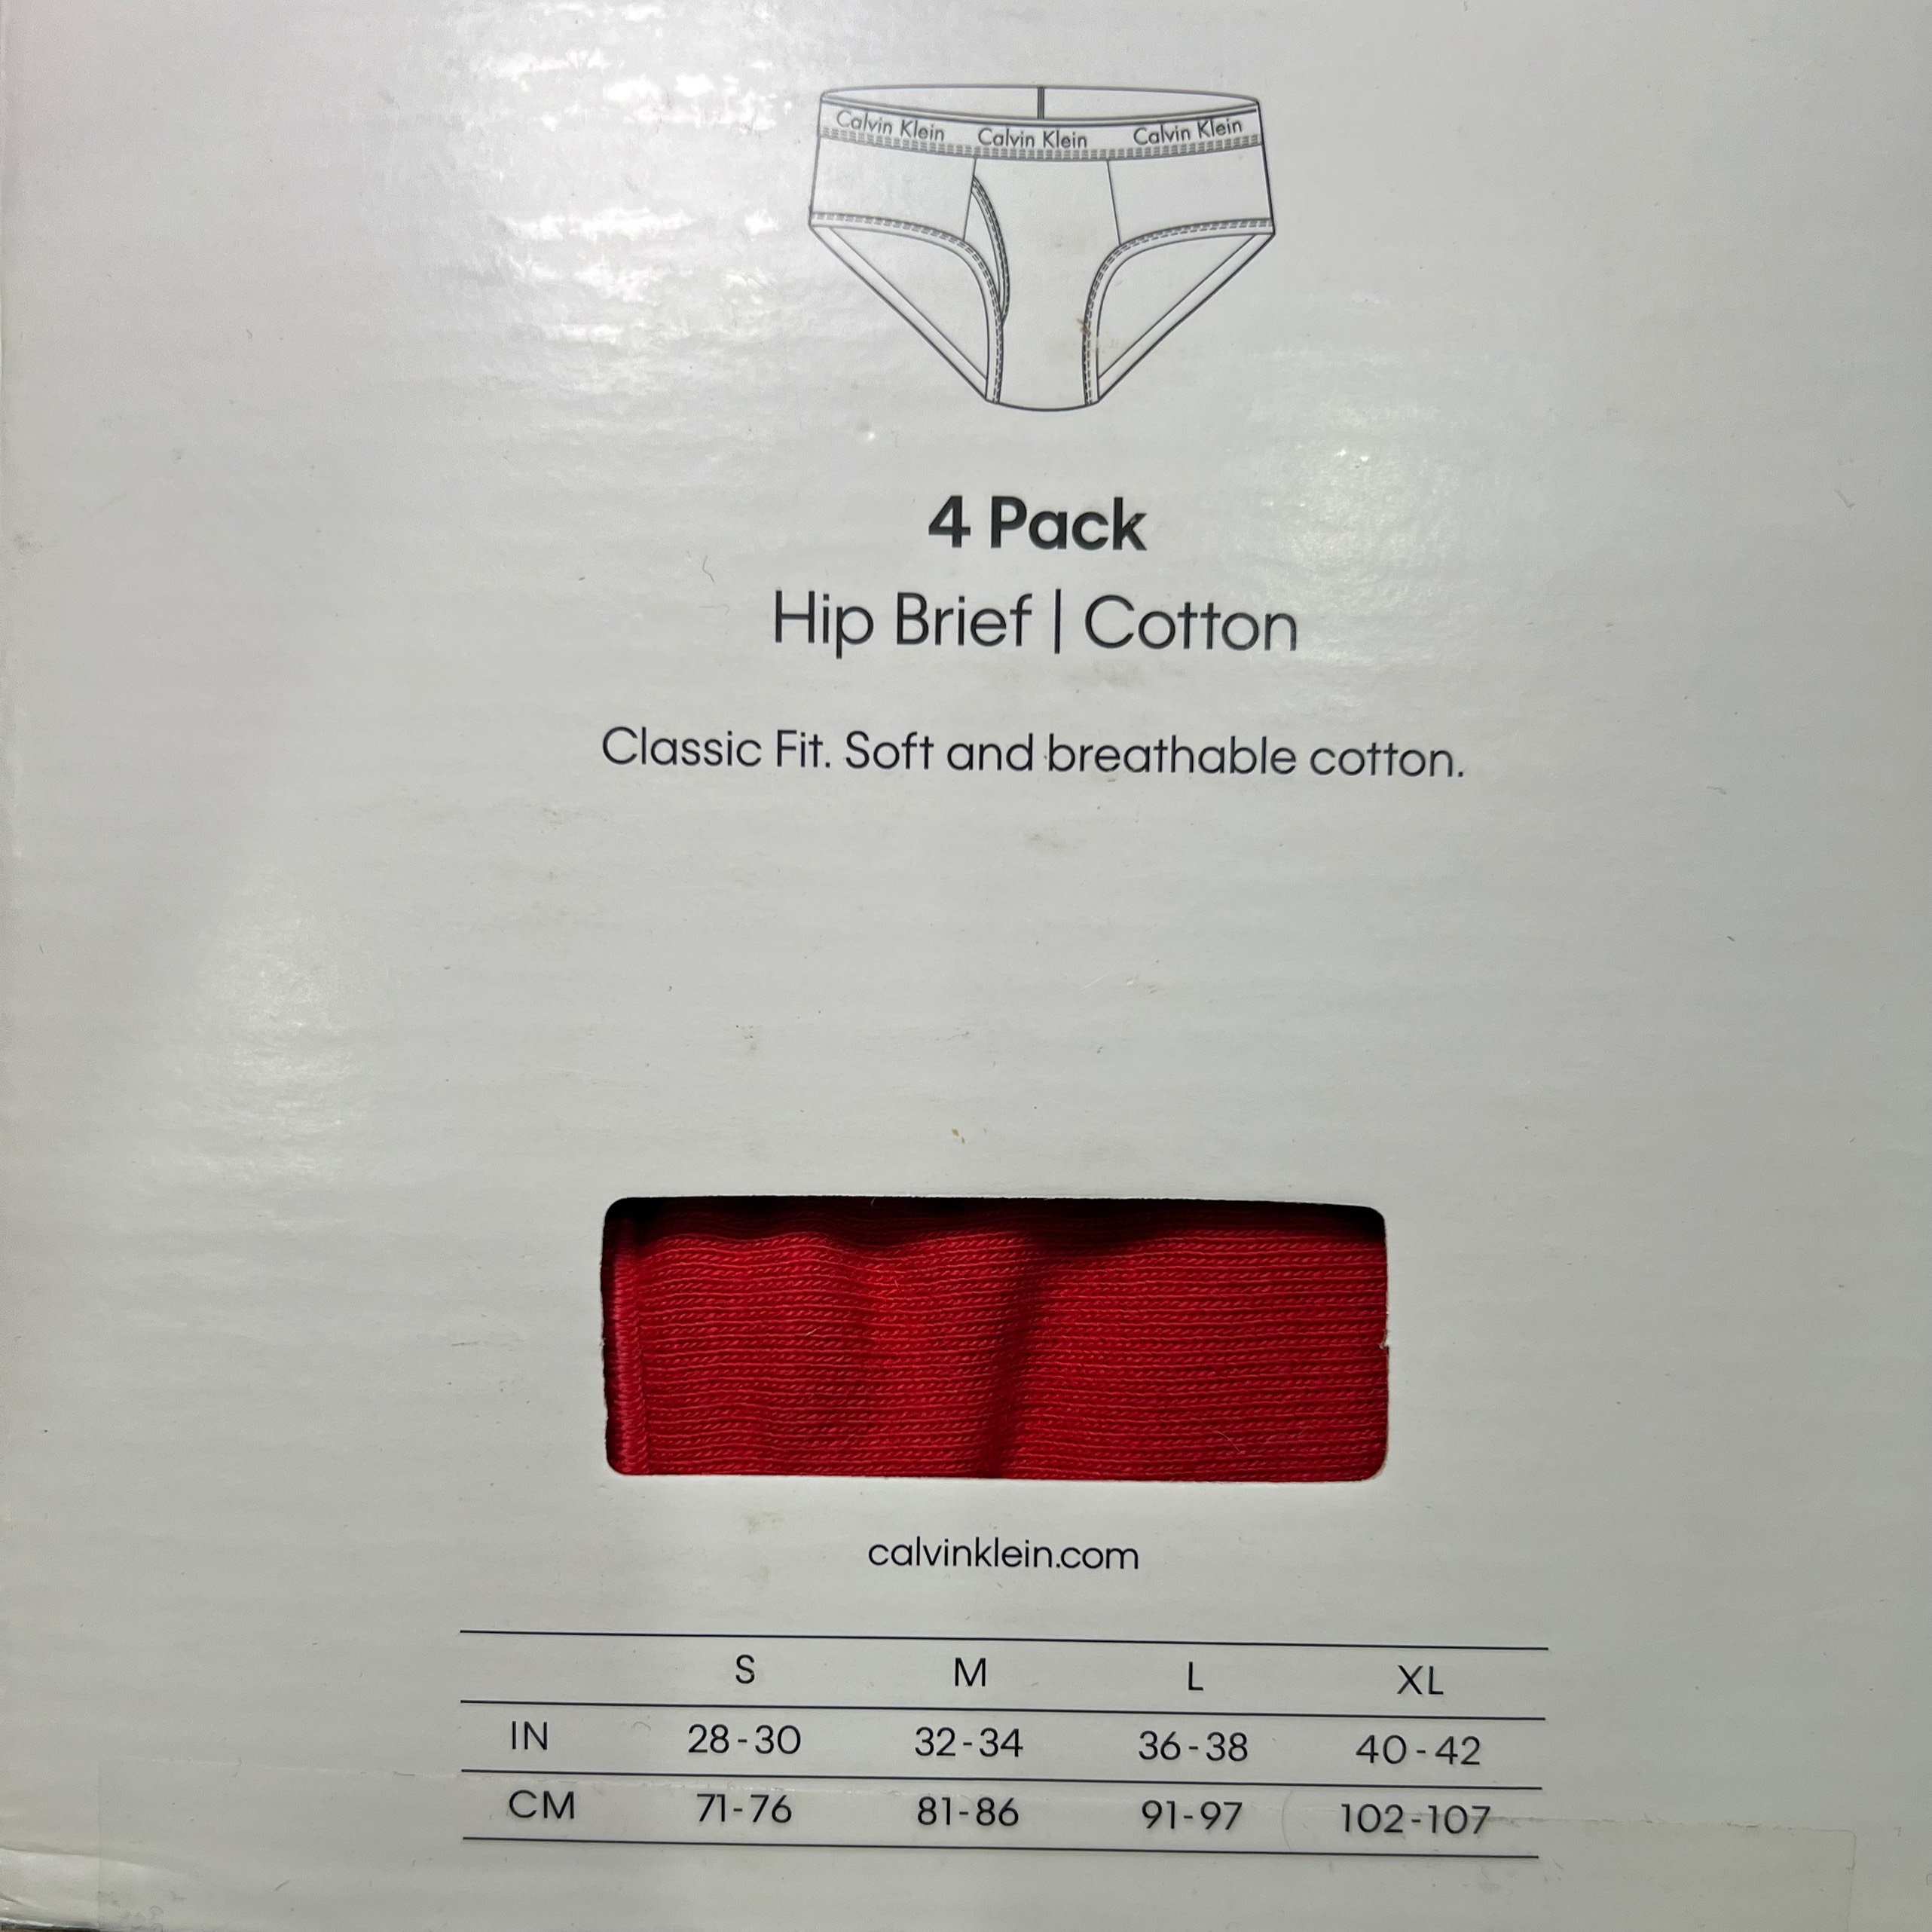 Calvin Klein Calvin Klein Calvin Klein
4 Pack
Hip Brief | Cotton
Classic Fit. Soft and breathable cotton.
calvinklein.com
S M L XL
IN 28-30 32-34 36-38 40-42
CM 71-76 81-86 91-97 102-107